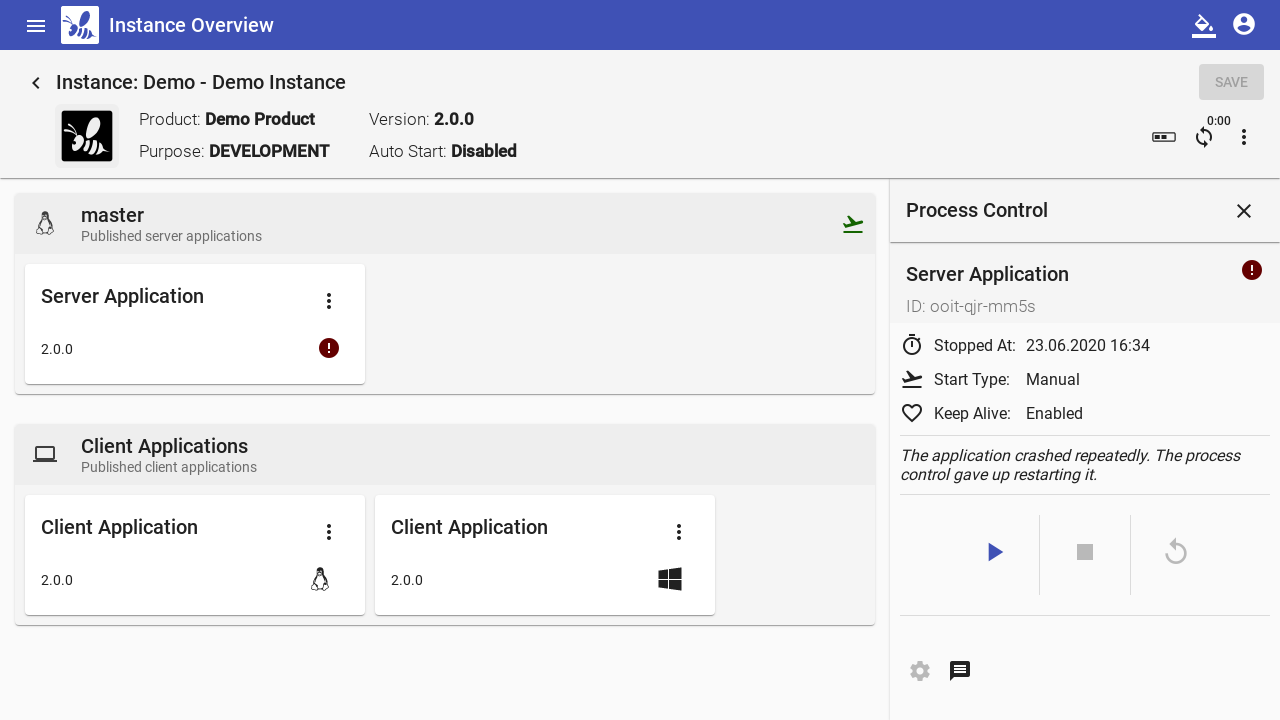 Instance Overview
Instance: Demo - Demo Instance
SAVE
Product: Demo Product
Version: 2.0.0
Purpose: DEVELOPMENT
Auto Start: Disabled
0:00
master
Published server applications
Server Application
2.0.0
Client Applications
Published client applications
Client Application
2.0.0
Client Application
2.0.0
Process Control
Server Application
ID: ooit-qjr-mm5s
Stopped At: 23.06.2020 16:34
Start Type: Manual
Keep Alive: Enabled
The application crashed repeatedly. The process
control gave up restarting it.